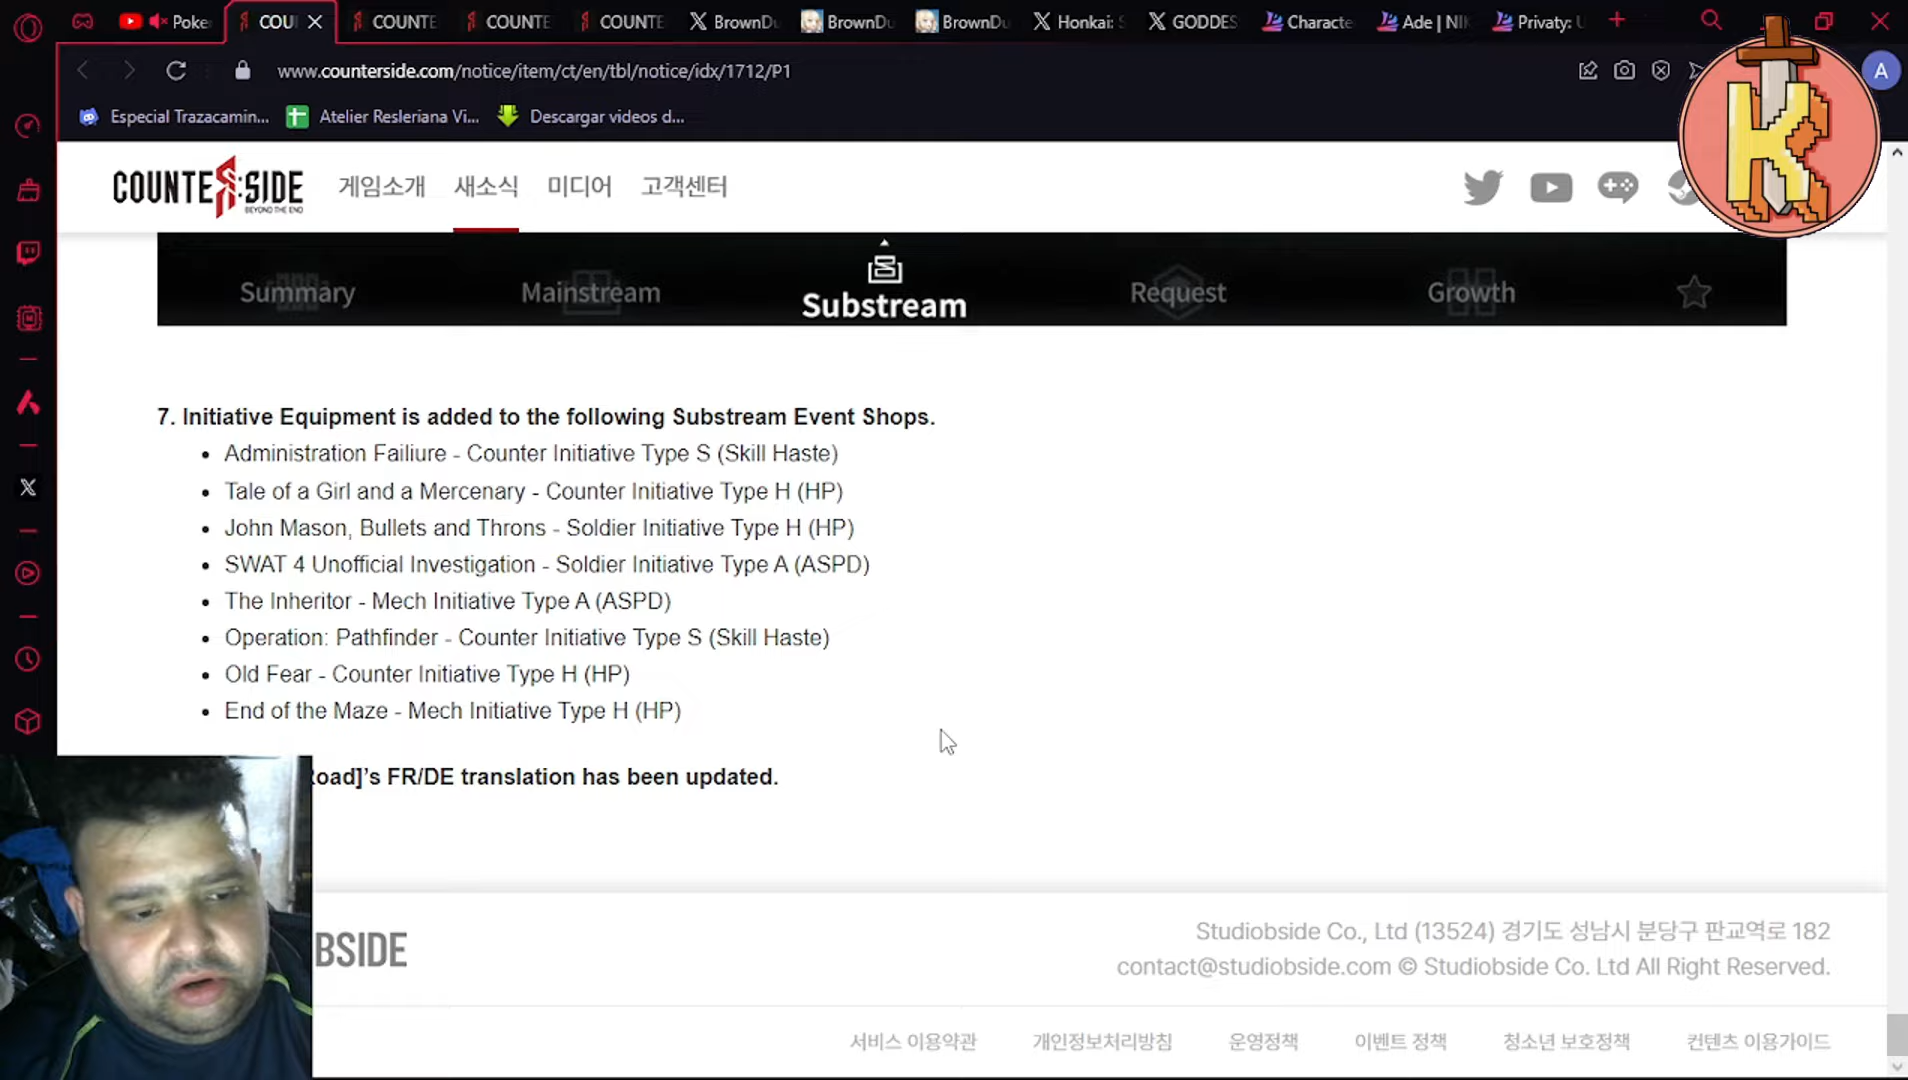 Poke
COU
COUNTE
COUNTE
COUNTE
BrownDu
BrownDu
BrownDu
Honkai: S
GODDES
Characte
Ade | NIK
Privaty: U
www.counterside.com/notice/item/ct/en/tbl/notice/idx/1712/P1
A
Especial Trazacamin...
Atelier Resleriana Vi...
Descargar videos d...
COUNTER:SIDE
BEYOND THE END
게임소개
새소식
미디어
고객센터
K
Summary
Mainstream
Substream
Request
Growth
7. Initiative Equipment is added to the following Substream Event Shops.
• Administration Failiure - Counter Initiative Type S (Skill Haste)
• Tale of a Girl and a Mercenary - Counter Initiative Type H (HP)
• John Mason, Bullets and Throns - Soldier Initiative Type H (HP)
• SWAT 4 Unofficial Investigation - Soldier Initiative Type A (ASPD)
• The Inheritor - Mech Initiative Type A (ASPD)
• Operation: Pathfinder - Counter Initiative Type S (Skill Haste)
• Old Fear - Counter Initiative Type H (HP)
• End of the Maze - Mech Initiative Type H (HP)
Road]’s FR/DE translation has been updated.
BSIDE
Studiobside Co., Ltd (13524) 경기도 성남시 분당구 판교역로 182
contact@studiobside.com © Studiobside Co. Ltd All Right Reserved.
서비스 이용약관
개인정보처리방침
운영정책
이벤트 정책
청소년 보호정책
컨텐츠 이용가이드